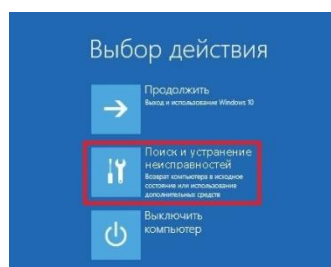 Выбор действия
Продолжить
Выход и использование Windows 10
Поиск и устранение
неисправностей
Возврат компьютера в исходное
состояние или использование
дополнительных средств
Выключить
компьютер